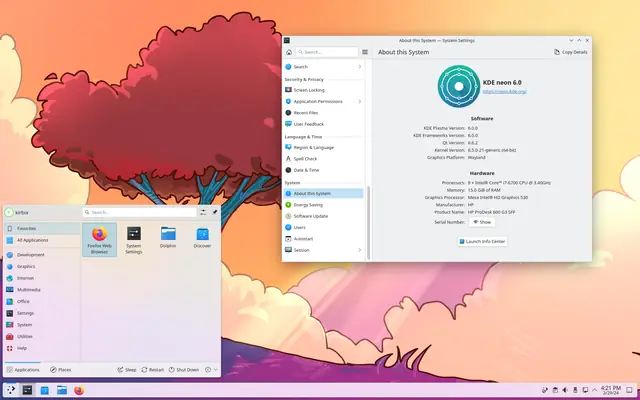 About this System — System Settings
Search...
About this System
Copy Details
Search
Security & Privacy
Screen Locking
Application Permissions
Recent Files
User Feedback
Language & Time
Region & Language
Spell Check
Date & Time
System
About this System
Energy Saving
Software Update
Users
Autostart
Session
KDE neon 6.0
https://neon.kde.org/
Software
KDE Plasma Version: 6.0.0
KDE Frameworks Version: 6.0.0
Qt Version: 6.6.2
Kernel Version: 6.5.0-21-generic (64-bit)
Graphics Platform: Wayland
Hardware
Processors: 8 × Intel® Core™ i7-6700 CPU @ 3.40GHz
Memory: 15.0 GiB of RAM
Graphics Processor: Mesa Intel® HD Graphics 530
Manufacturer: HP
Product Name: HP ProDesk 600 G3 SFF
Serial Number: Show
Launch Info Center
Search...
Favorites
All Applications
Development
Graphics
Internet
Multimedia
Office
Settings
System
Utilities
Help
Firefox Web
Browser
System
Settings
Dolphin
Discover
Applications
Places
Sleep
Restart
Shut Down
4:21 PM
2/29/24